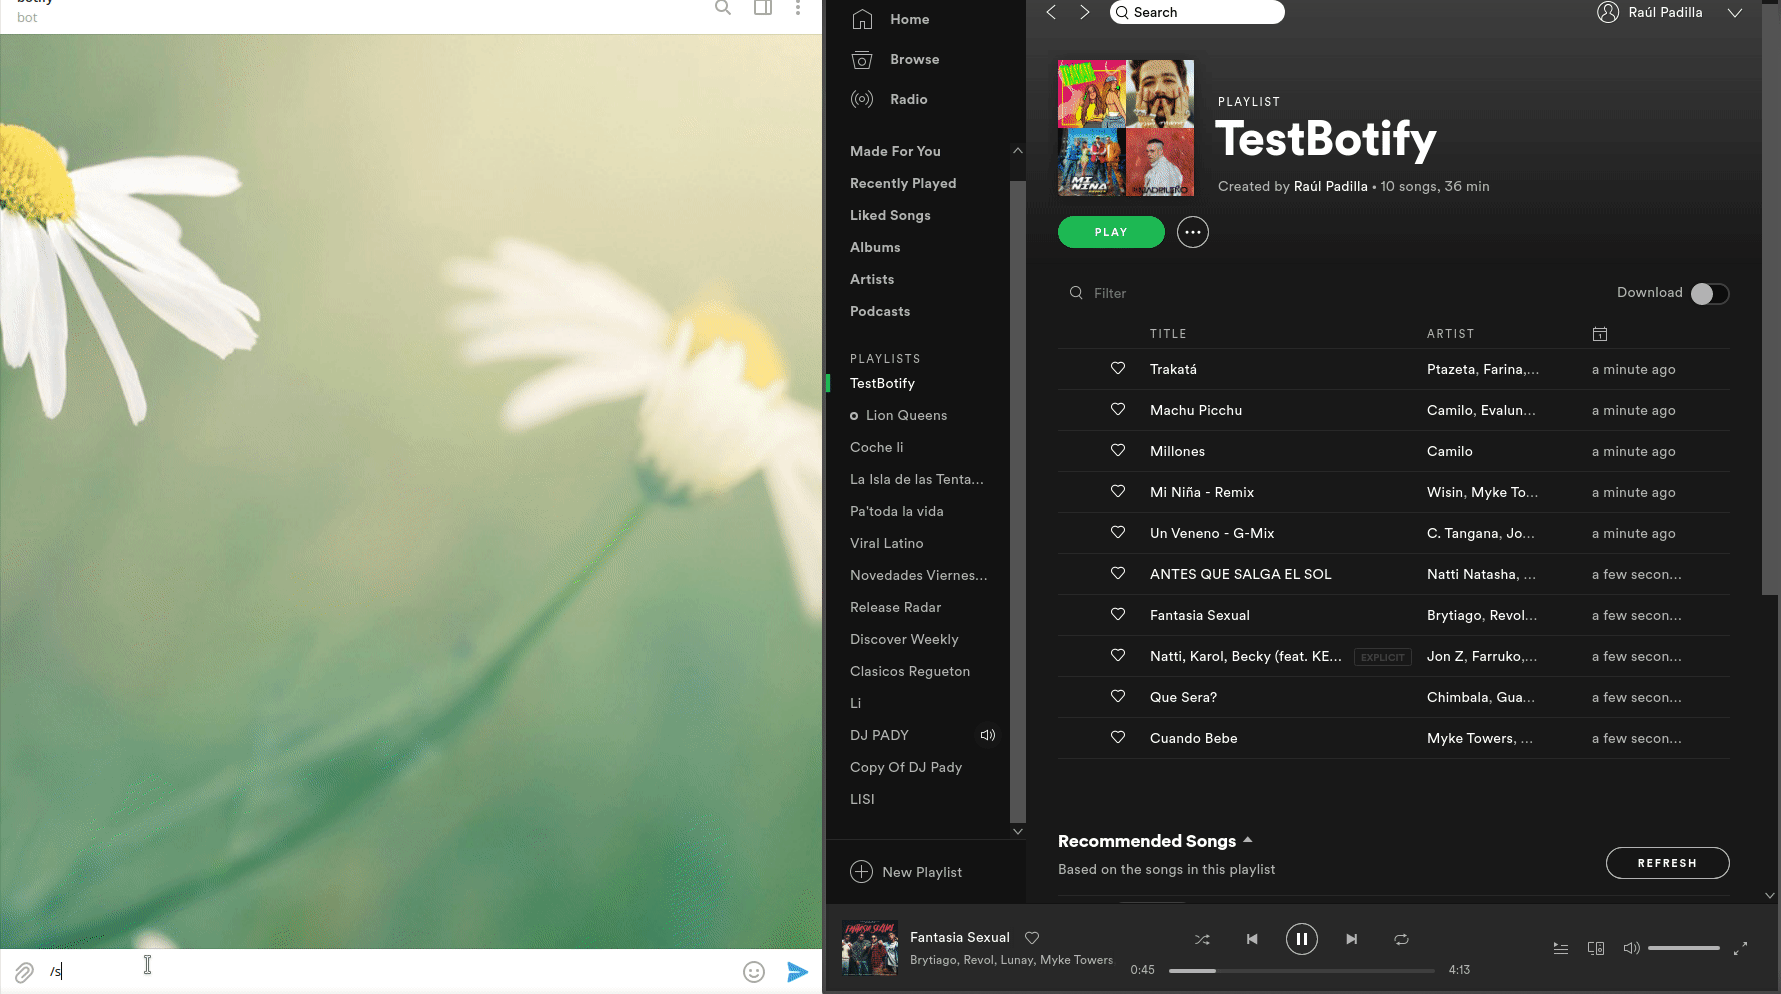 botify
bot
/s
Home
Browse
Radio
Made For You
Recently Played
Liked Songs
Albums
Artists
Podcasts
PLAYLISTS
TestBotify
Lion Queens
Coche li
La Isla de las Tenta...
Pa'toda la vida
Viral Latino
Novedades Viernes...
Release Radar
Discover Weekly
Clasicos Regueton
Li
DJ PADY
Copy Of DJ Pady
LISI
New Playlist
Search
Raúl Padilla
MI NIÑA
MADRILEÑO
PLAYLIST
TestBotify
Created by Raúl Padilla • 10 songs, 36 min
PLAY
Filter
Download
TITLE ARTIST
Trakatá Ptazeta, Farina,... a minute ago
Machu Picchu Camilo, Evalun... a minute ago
Millones Camilo a minute ago
Mi Niña - Remix Wisin, Myke To... a minute ago
Un Veneno - G-Mix C. Tangana, Jo... a minute ago
ANTES QUE SALGA EL SOL Natti Natasha, ... a few secon...
Fantasia Sexual Brytiago, Revol... a few secon...
Natti, Karol, Becky (feat. KE... EXPLICIT Jon Z, Farruko,... a few secon...
Que Sera? Chimbala, Gua... a few secon...
Cuando Bebe Myke Towers, ... a few secon...
Recommended Songs
Based on the songs in this playlist
REFRESH
FANTASIA SEXUAL
Fantasia Sexual
Brytiago, Revol, Lunay, Myke Towers
0:45
4:13